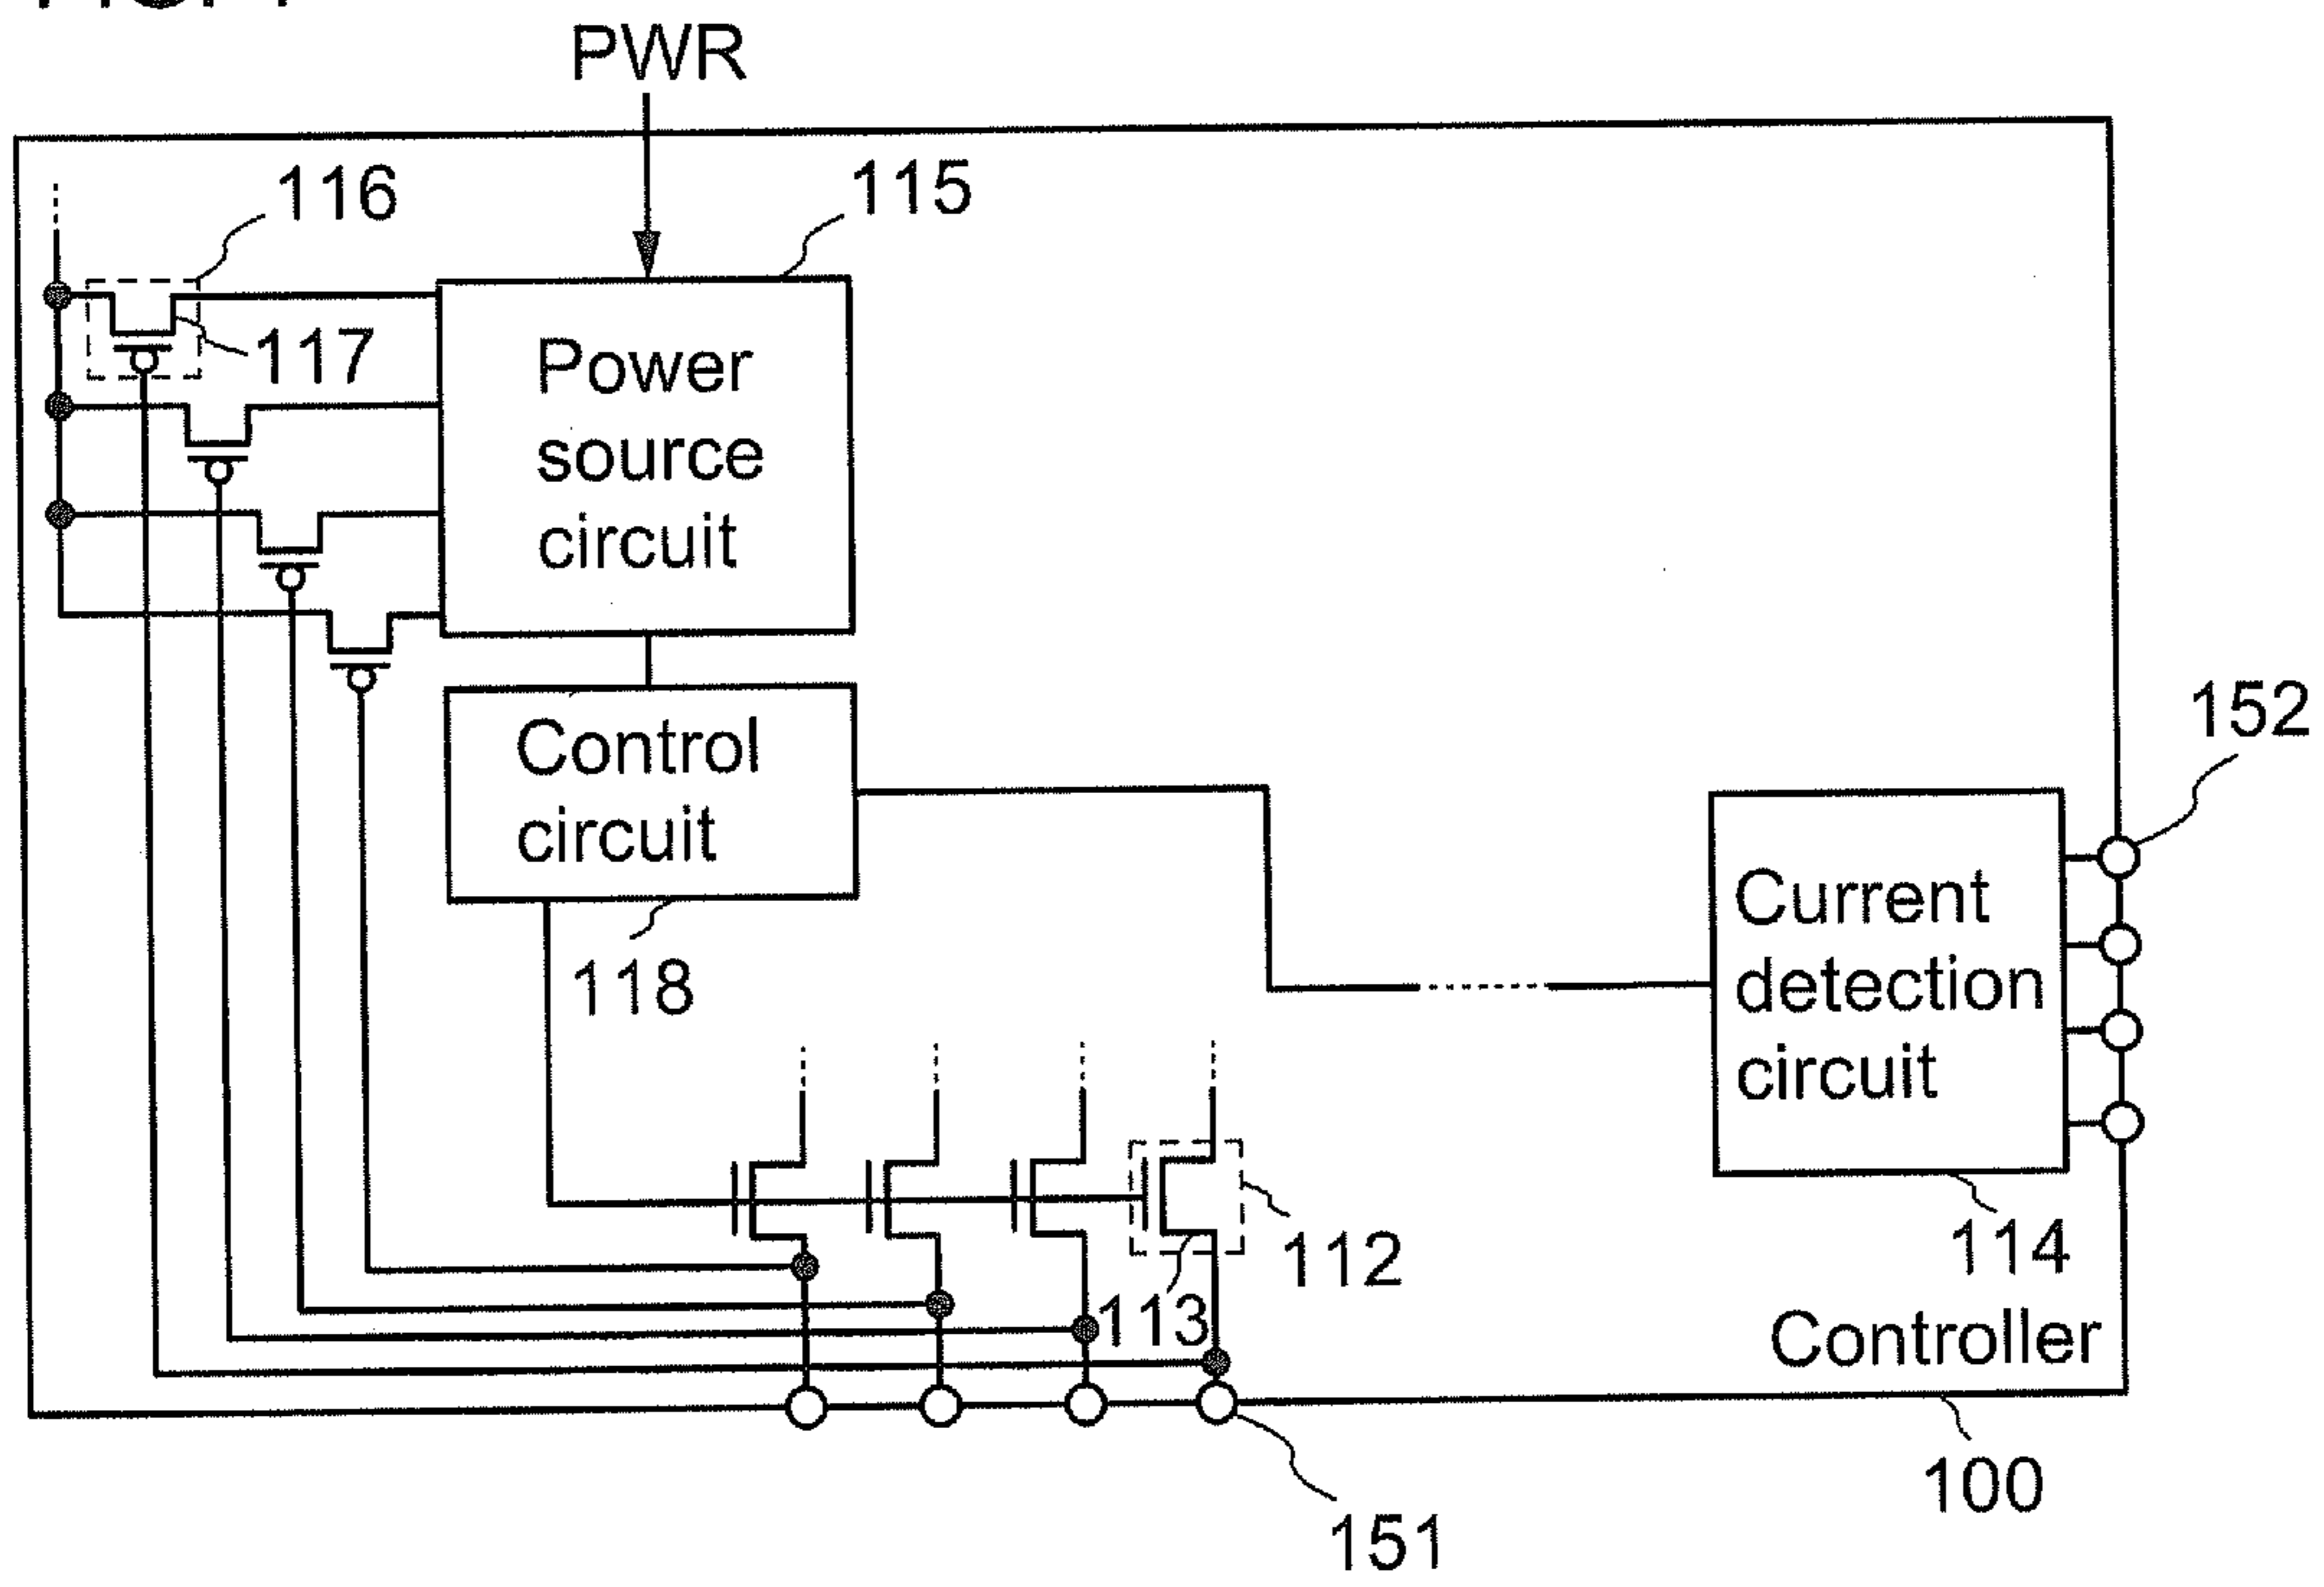 PWR
116
115
117
Power
source
circuit
152
Control
circuit
Current
detection
circuit
118
112
114
113
Controller
100
151